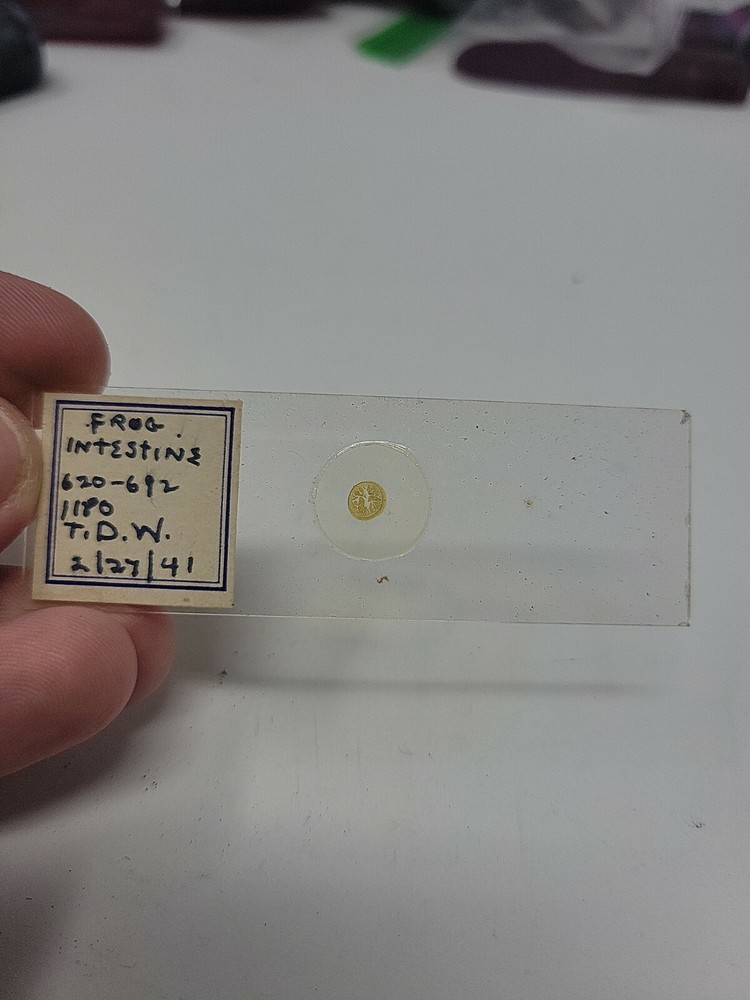 FROG.
INTESTINE
620-692
1180
T.D.W.
2/27/41